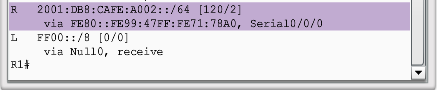 R   2001:DB8:CAFE:A002::/64 [120/2]
     via FE80::FE99:47FF:FE71:78A0, Serial0/0/0
L   FF00::/8 [0/0]
     via Null0, receive
R1#